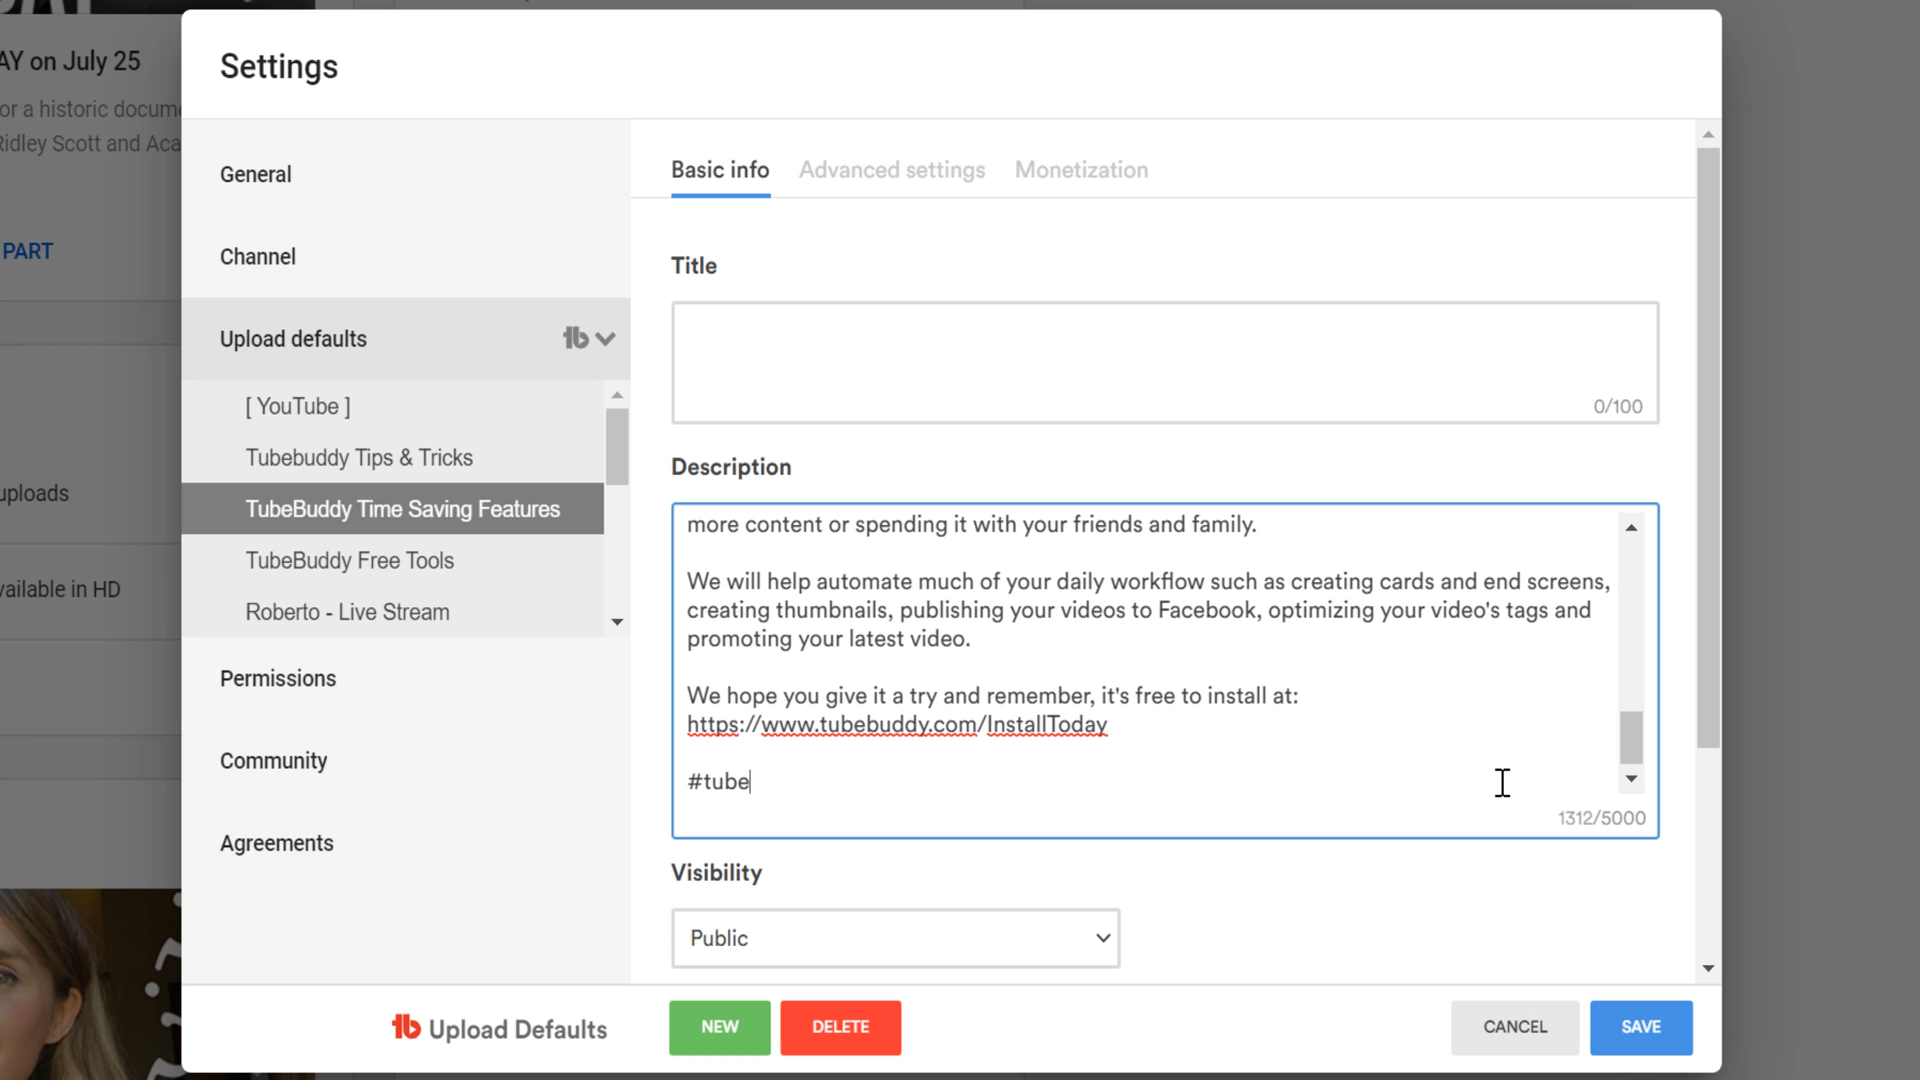 AY on July 25
or a historic docume
Ridley Scott and Aca
PART
uploads
vailable in HD
Settings
General
Channel
Upload defaults
tb
[ YouTube ]
Tubebuddy Tips & Tricks
TubeBuddy Time Saving Features
TubeBuddy Free Tools
Roberto - Live Stream
Permissions
Community
Agreements
Basic info Advanced settings Monetization
Title
0/100
Description
more content or spending it with your friends and family.
We will help automate much of your daily workflow such as creating cards and end screens,
creating thumbnails, publishing your videos to Facebook, optimizing your video's tags and
promoting your latest video.
We hope you give it a try and remember, it's free to install at:
https://www.tubebuddy.com/InstallToday
#tube
1312/5000
Visibility
Public
tb Upload Defaults
NEW
DELETE
CANCEL
SAVE